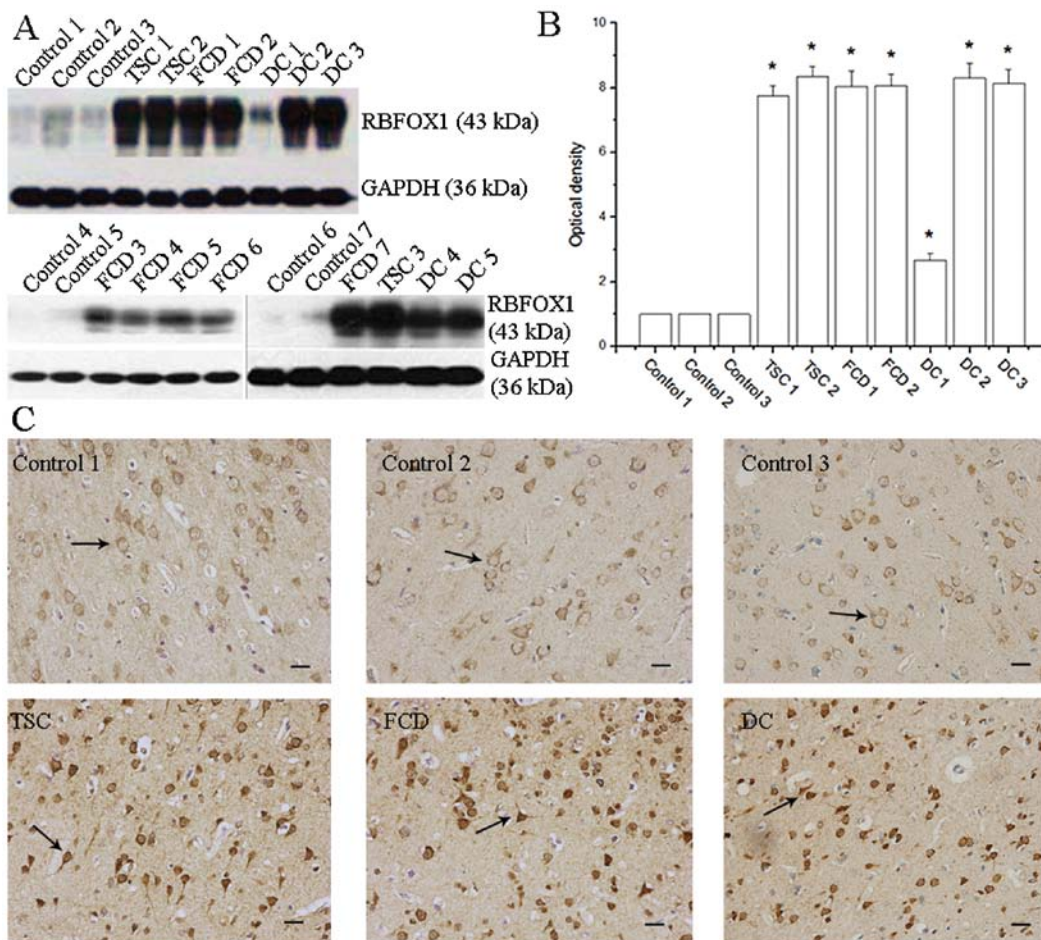 A
Control 1
Control 2
Control 3
TSC 1
TSC 2
FCD 1
FCD 2
DC 1
DC 2
DC 3
RBFOX1 (43 kDa)
GAPDH (36 kDa)
Control 4
Control 5
FCD 3
FCD 4
FCD 5
FCD 6
Control 6
Control 7
FCD 7
TSC 3
DC 4
DC 5
RBFOX1
(43 kDa)
GAPDH
(36 kDa)
B
Optical density
10
8
6
4
2
0
* * * * * * *
Control 1
Control 2
Control 3
TSC 1
TSC 2
FCD 1
FCD 2
DC 1
DC 2
DC 3
C
Control 1
Control 2
Control 3
TSC
FCD
DC